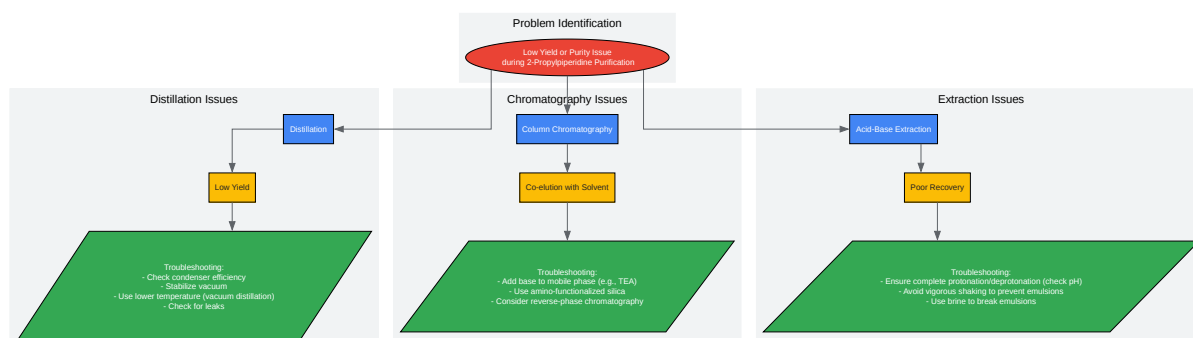 Problem Identification
Low Yield or Purity Issue
during 2-Propylpiperidine Purification
Distillation Issues
Distillation
Low Yield
Troubleshooting:
- Check condenser efficiency
- Stabilize vacuum
- Use lower temperature (vacuum distillation)
- Check for leaks
Chromatography Issues
Column Chromatography
Co-elution with Solvent
Troubleshooting:
- Add base to mobile phase (e.g., TEA)
- Use amino-functionalized silica
- Consider reverse-phase chromatography
Extraction Issues
Acid-Base Extraction
Poor Recovery
Troubleshooting:
- Ensure complete protonation/deprotonation (check pH)
- Avoid vigorous shaking to prevent emulsions
- Use brine to break emulsions